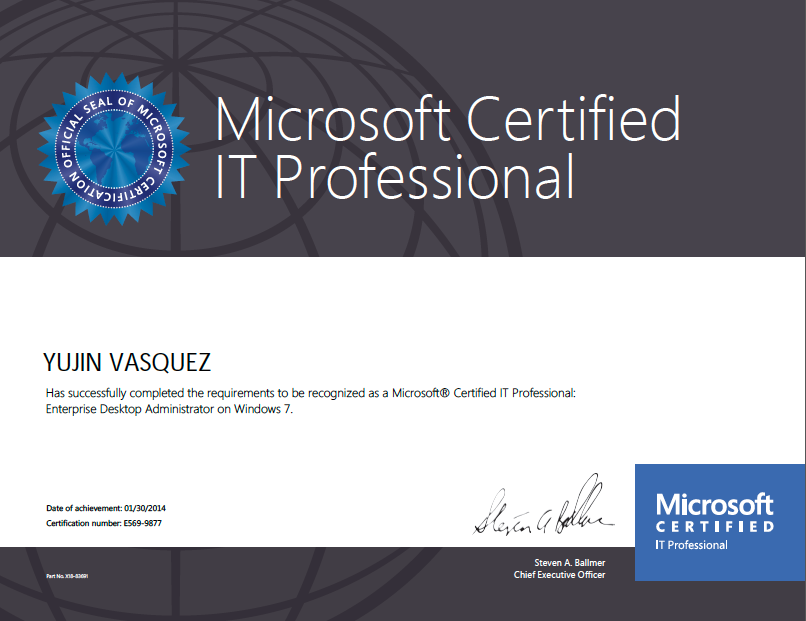 OFFICIAL SEAL OF MICROSOFT CERTIFICATION
Microsoft Certified
IT Professional
YUJIN VASQUEZ
Has successfully completed the requirements to be recognized as a Microsoft® Certified IT Professional:
Enterprise Desktop Administrator on Windows 7.
Date of achievement: 01/30/2014
Certification number: E569-9877
Steven A Ballmer
Microsoft
CERTIFIED
IT Professional
Steven A. Ballmer
Chief Executive Officer
Part No. X18-83691